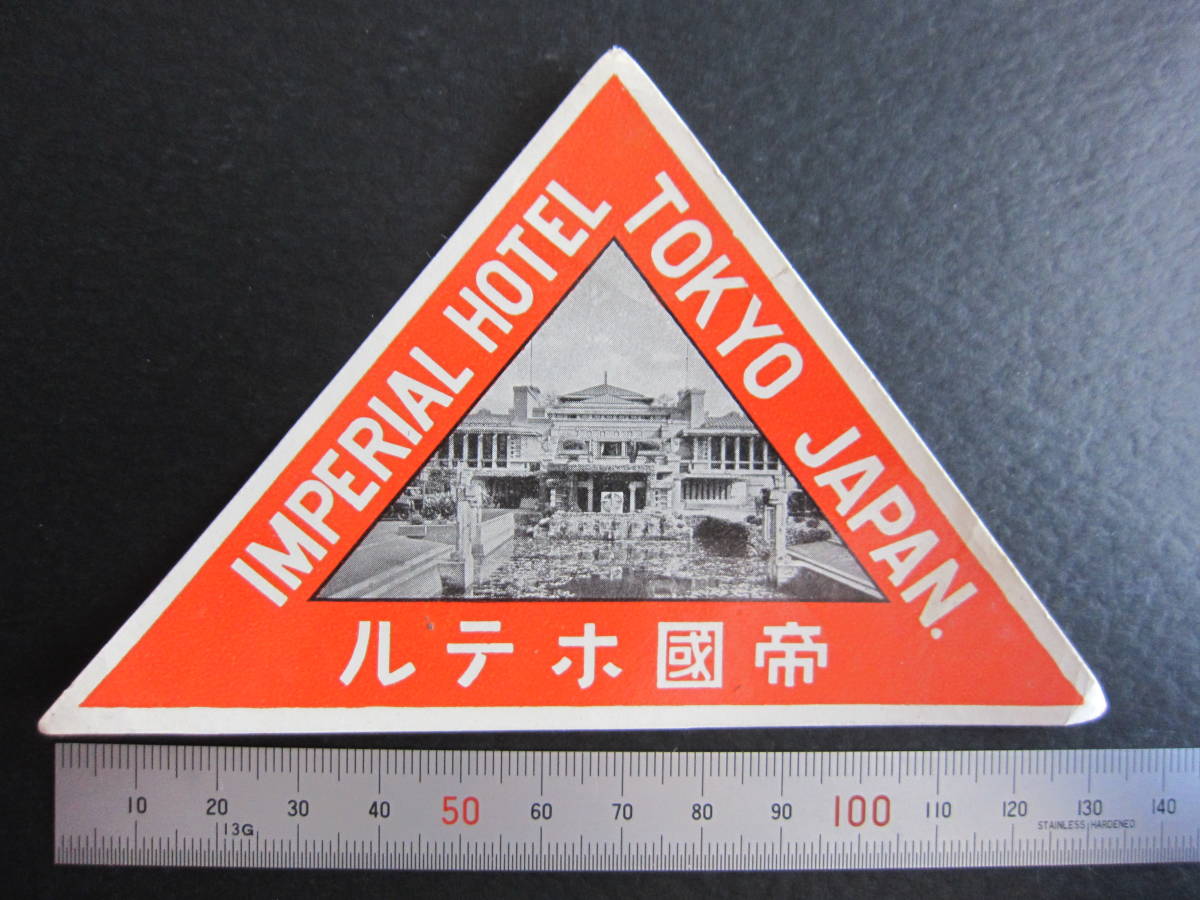 IMPERIAL HOTEL
TOKYO JAPAN.
帝國ホテル
10 20 30 40 50 60 70 80 90 100 110 120 130 140
13G
STAINLESS HARDENED